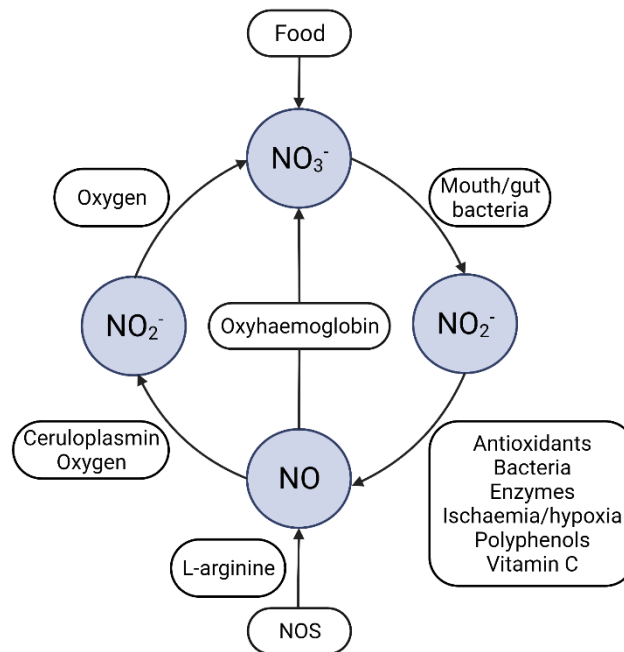 Food
NO₃⁻
Oxygen
Mouth/gut
bacteria
NO₂⁻
Oxyhaemoglobin
NO₂⁻
Ceruloplasmin
Oxygen
NO
Antioxidants
Bacteria
Enzymes
Ischaemia/hypoxia
Polyphenols
Vitamin C
L-arginine
NOS